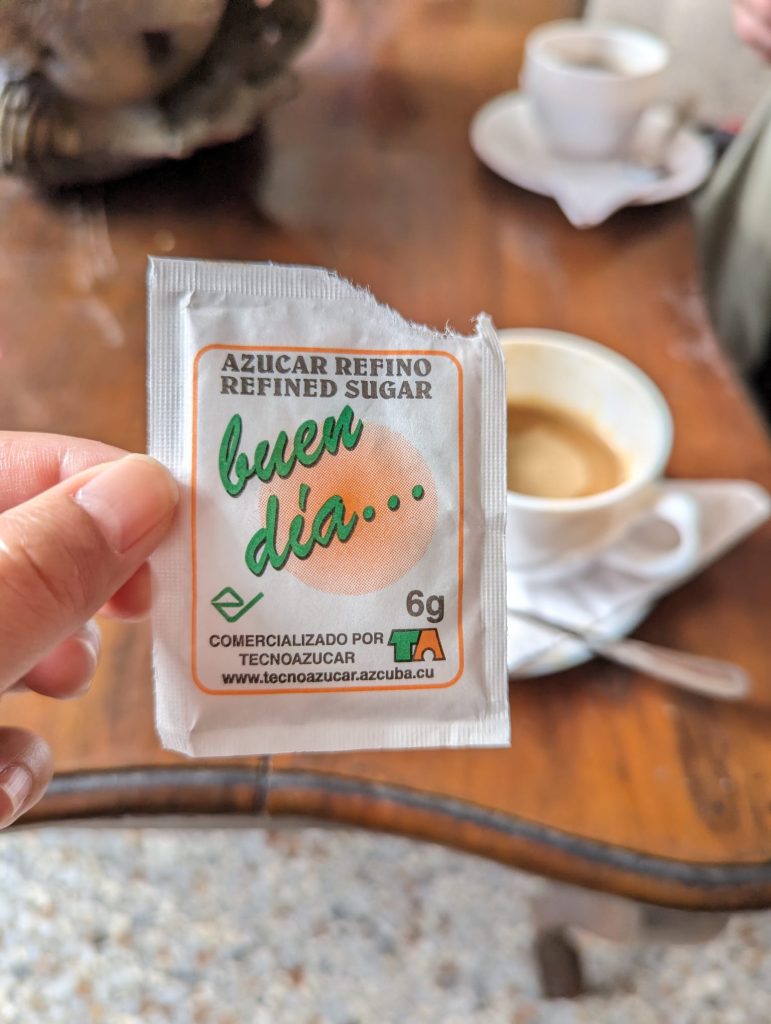 AZUCAR REFINO
REFINED SUGAR
buen
día...
6g
COMERCIALIZADO POR TA
TECNOAZUCAR
www.tecnoazucar.azcuba.cu